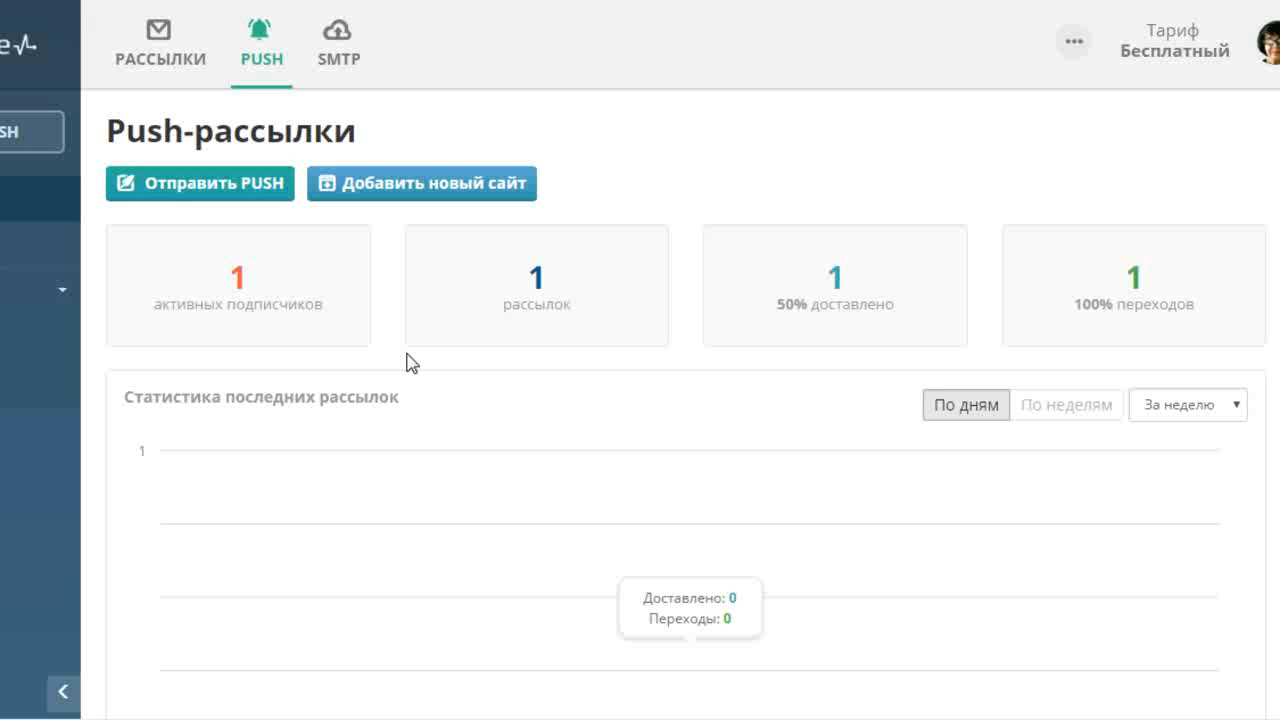 e
РАССЫЛКИ
PUSH
SMTP
Тариф
Бесплатный
SH
Push-рассылки
Отправить PUSH
Добавить новый сайт
1
активных подписчиков
1
рассылок
1
50% доставлено
1
100% переходов
Статистика последних рассылок
По дням
По неделям
За неделю
1
Доставлено: 0
Переходы: 0